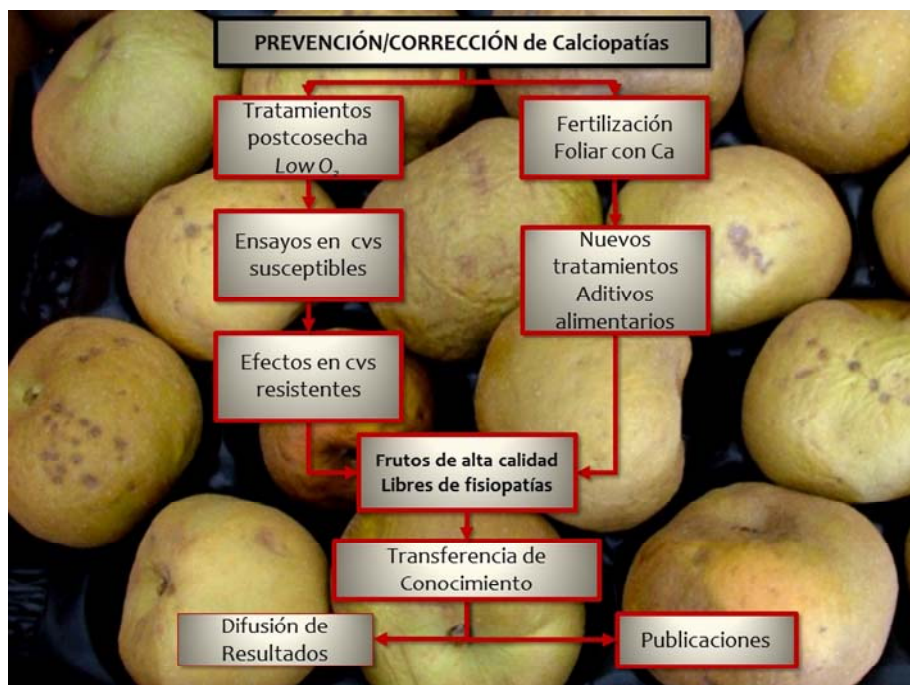 PREVENCIÓN/CORRECCIÓN de Calciopatías
Tratamientos
postcosecha
Low O₂
Fertilización
Foliar con Ca
Ensayos en cvs
susceptibles
Nuevos
tratamientos
Aditivos
alimentarios
Efectos en cvs
resistentes
Frutos de alta calidad
Libres de fisiopatías
Transferencia de
Conocimiento
Difusión de
Resultados
Publicaciones